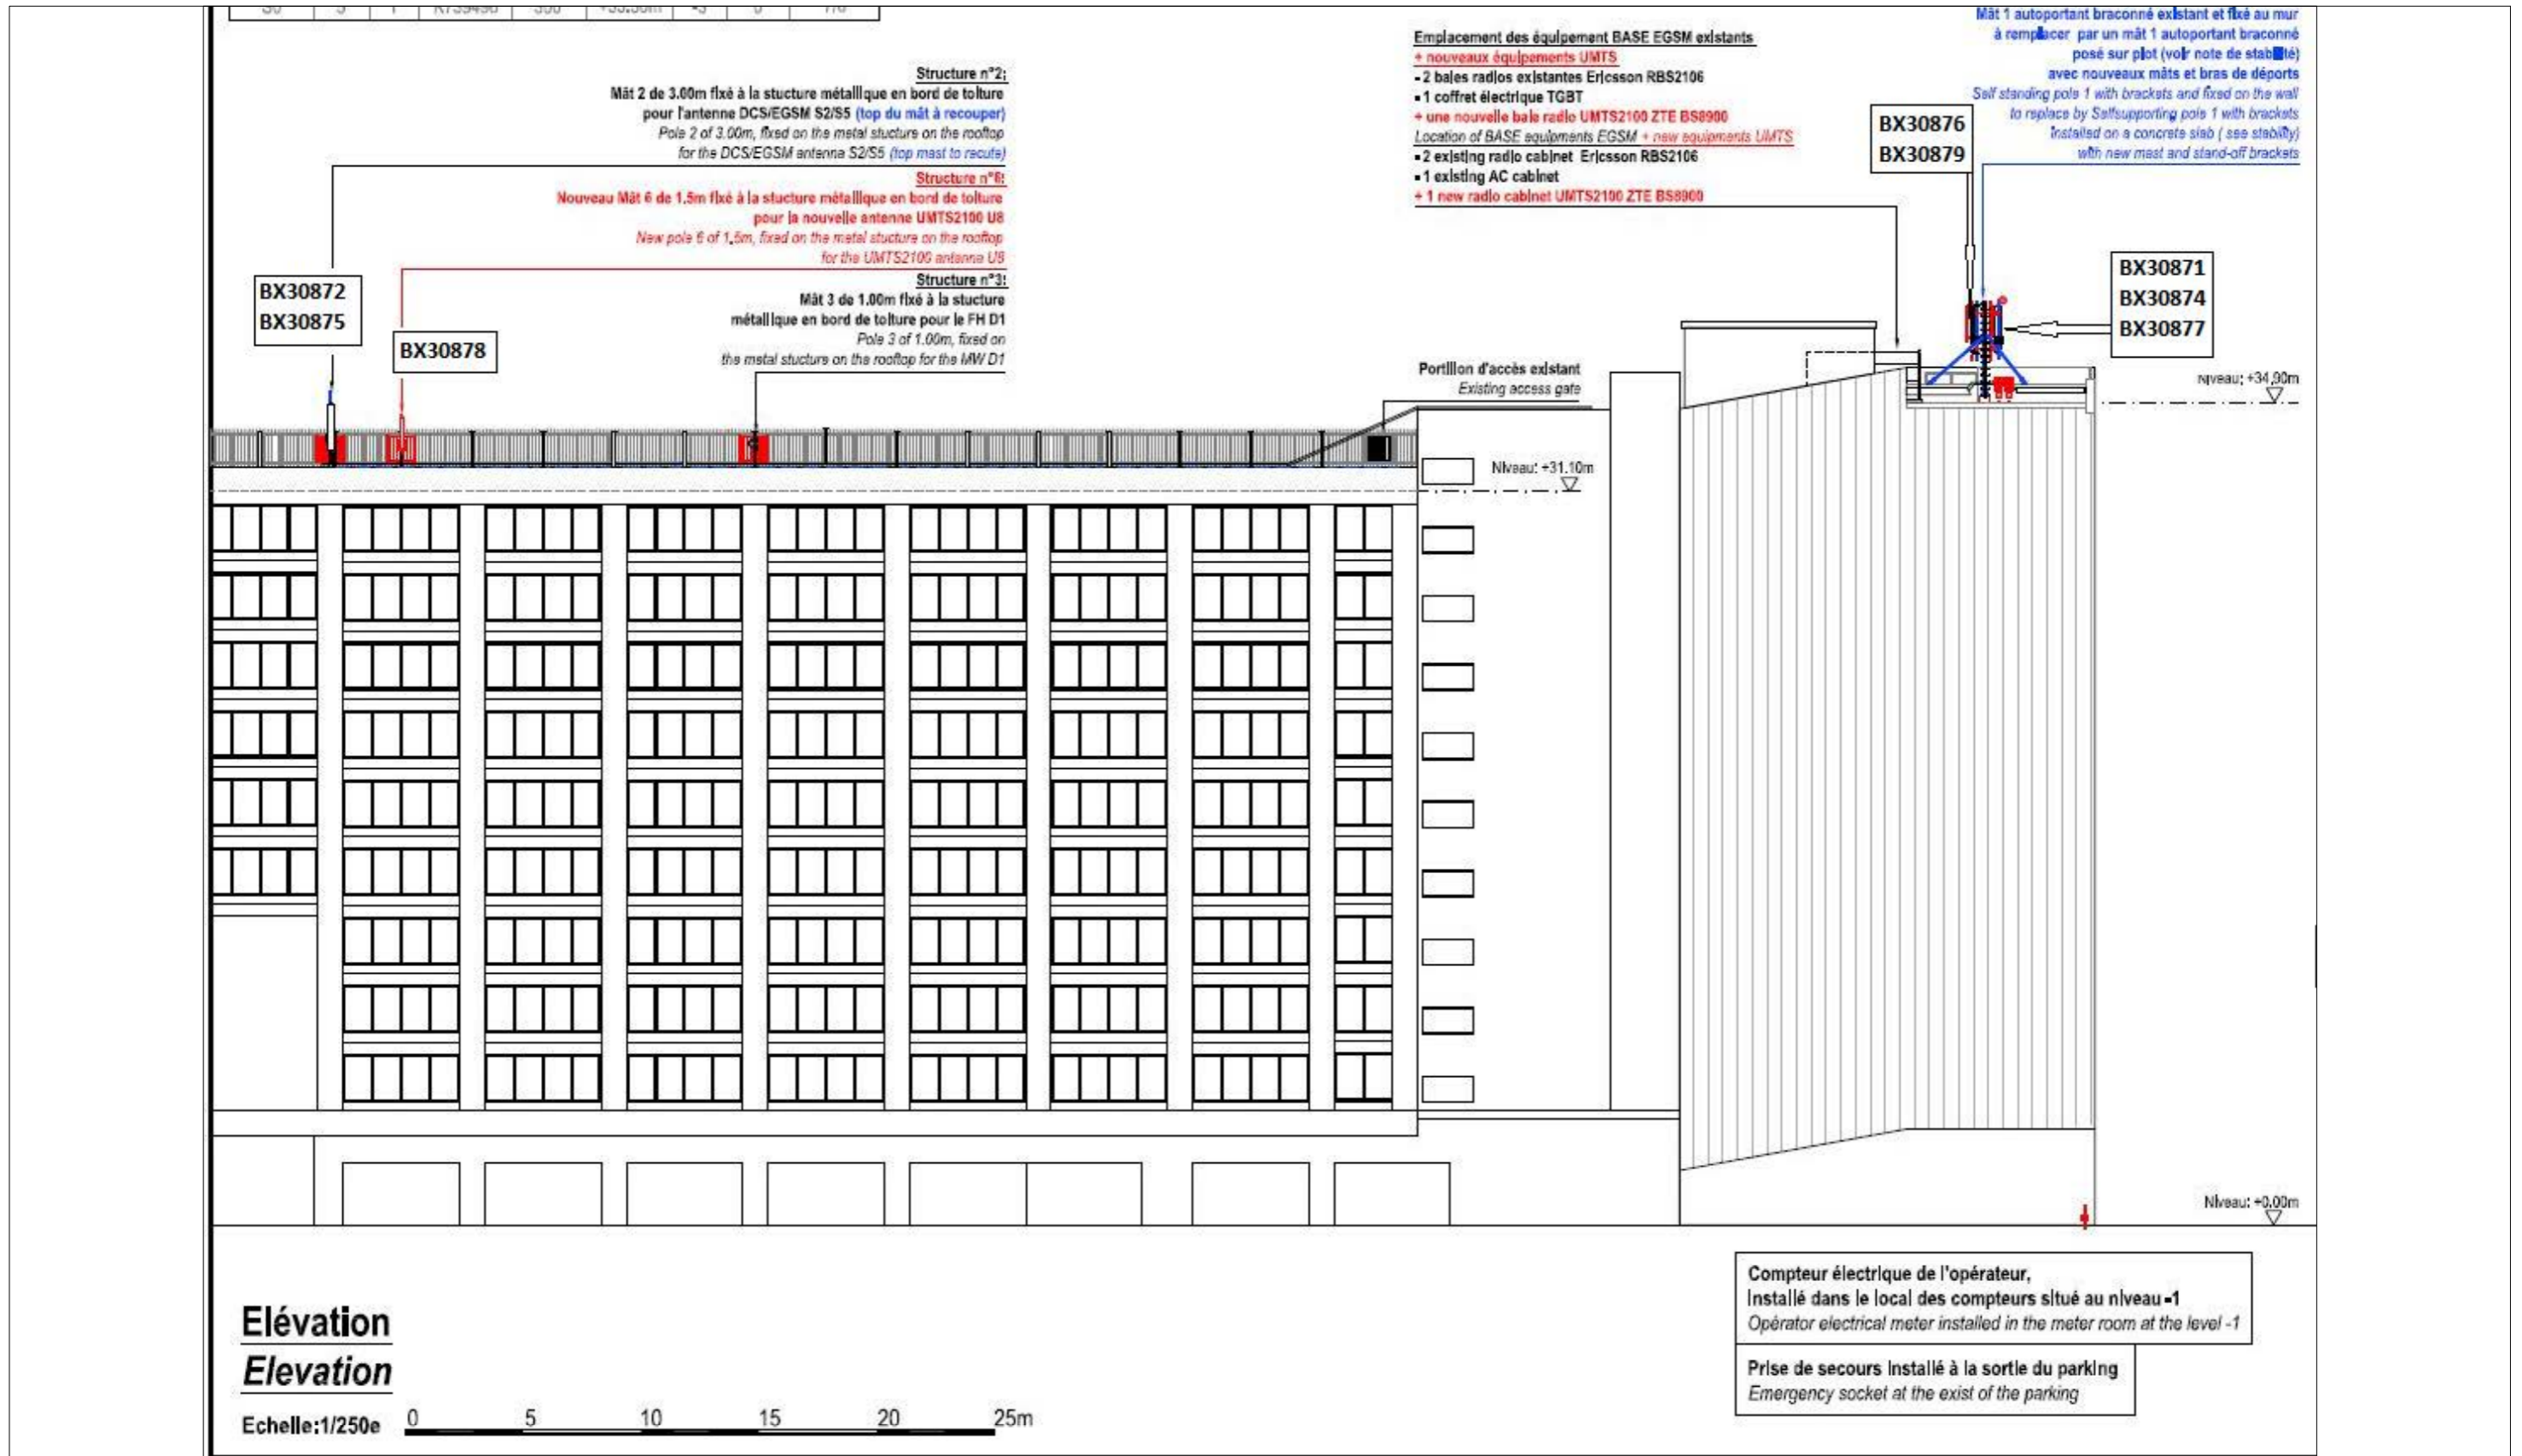 Structure n°2:
Mât 2 de 3.00m fixé à la stucture métallique en bord de toiture
pour l'antenne DCS/EGSM S2/S5 (top du mât à recouper)
Pole 2 of 3.00m, fixed on the metal stucture on the rooftop
for the DCS/EGSM antenna S2/S5 (top mast to recute)
Structure n°6:
Nouveau Mât 6 de 1.5m fixé à la stucture métallique en bord de toiture
pour la nouvelle antenne UMTS2100 U8
New pole 6 of 1.5m, fixed on the metal stucture on the rooftop
for the UMTS2100 antenna U8
Structure n°3:
Mât 3 de 1.00m fixé à la stucture
métallique en bord de toiture pour le FH D1
Pole 3 of 1.00m, fixed on
the metal stucture on the rooftop for the MW D1
BX30872
BX30875
BX30878
Emplacement des équipement BASE EGSM existants
+ nouveaux équipements UMTS
- 2 baies radios existantes Ericsson RBS2106
- 1 coffret électrique TGBT
+ une nouvelle baie radio UMTS2100 ZTE BS8900
Location of BASE equipments EGSM + new equipments UMTS
- 2 existing radio cabinet Ericsson RBS2106
- 1 existing AC cabinet
+ 1 new radio cabinet UMTS2100 ZTE BS8900
Mât 1 autoportant braconné existant et fixé au mur
à remplacer par un mât 1 autoportant braconné
posé sur plot (voir note de stabilité)
avec nouveaux mâts et bras de déports
Self standing pole 1 with brackets and fixed on the wall
to replace by Selfsupporting pole 1 with brackets
installed on a concrete slab ( see stability)
with new mast and stand-off brackets
BX30876
BX30879
BX30871
BX30874
BX30877
Portillon d'accès existant
Existing access gate
Niveau: +34.90m
Niveau: +31.10m
Niveau: +0.00m
Compteur électrique de l'opérateur,
Installé dans le local des compteurs situé au niveau -1
Opérator electrical meter installed in the meter room at the level -1
Prise de secours installé à la sortie du parking
Emergency socket at the exist of the parking
Elévation
Elevation
Echelle:1/250e 0 5 10 15 20 25m